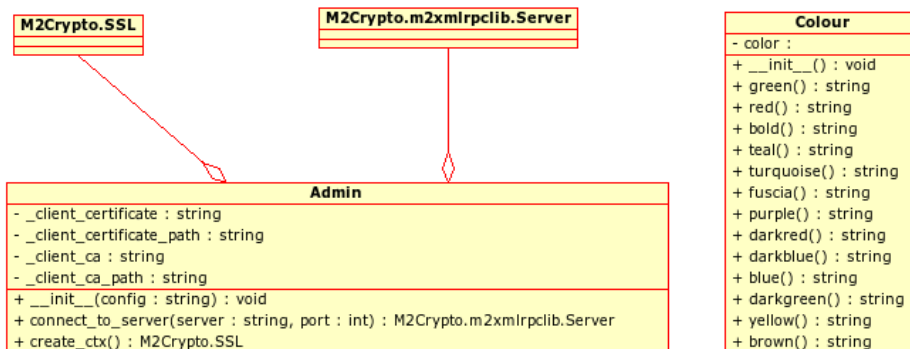 M2Crypto.SSL
M2Crypto.m2xmlrpclib.Server
Admin
- _client_certificate : string
- _client_certificate_path : string
- _client_ca : string
- _client_ca_path : string
+ __init__(config : string) : void
+ connect_to_server(server : string, port : int) : M2Crypto.m2xmlrpclib.Server
+ create_ctx() : M2Crypto.SSL
Colour
- color :
+ __init__() : void
+ green() : string
+ red() : string
+ bold() : string
+ teal() : string
+ turquoise() : string
+ fuscia() : string
+ purple() : string
+ darkred() : string
+ darkblue() : string
+ blue() : string
+ darkgreen() : string
+ yellow() : string
+ brown() : string